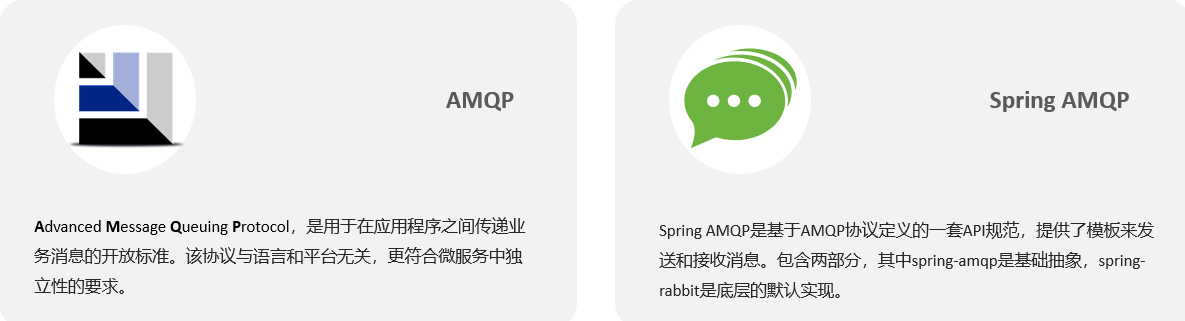 AMQP
Advanced Message Queuing Protocol，是用于在应用程序之间传递业
务消息的开放标准。该协议与语言和平台无关，更符合微服务中独
立性的要求。
Spring AMQP
Spring AMQP是基于AMQP协议定义的一套API规范，提供了模板来发
送和接收消息。包含两部分，其中spring-amqp是基础抽象，spring-
rabbit是底层的默认实现。